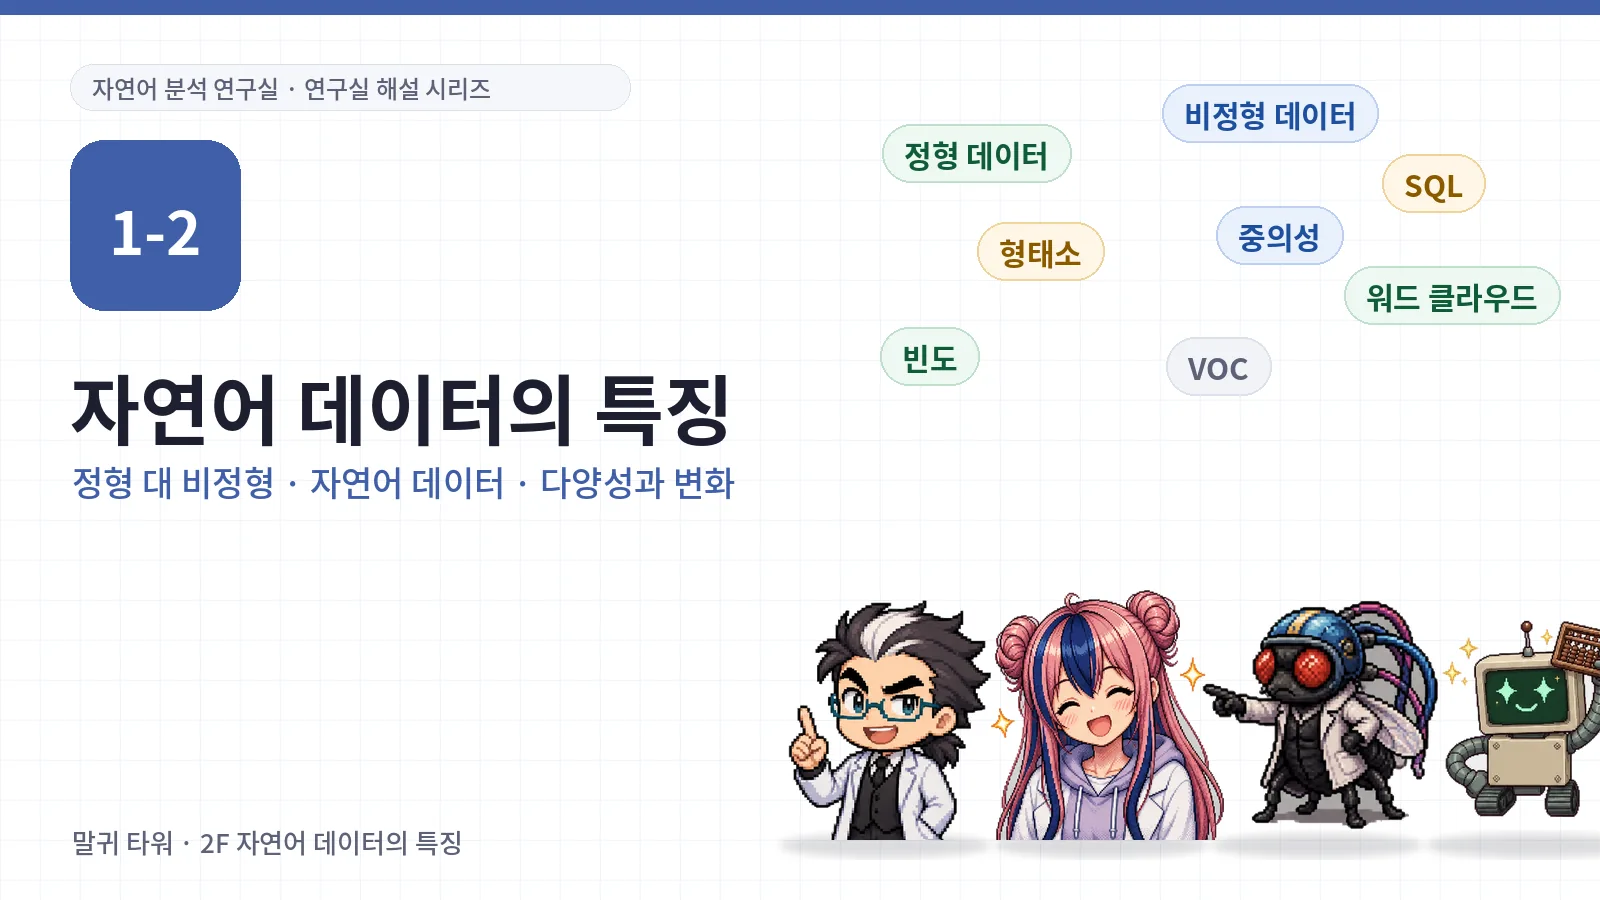 자연어 분석 연구실 · 연구실 해설 시리즈
1-2
자연어 데이터의 특징
정형 대 비정형 · 자연어 데이터 · 다양성과 변화
비정형 데이터
정형 데이터
SQL
중의성
형태소
워드 클라우드
빈도
VOC
말귀 타워 · 2F 자연어 데이터의 특징